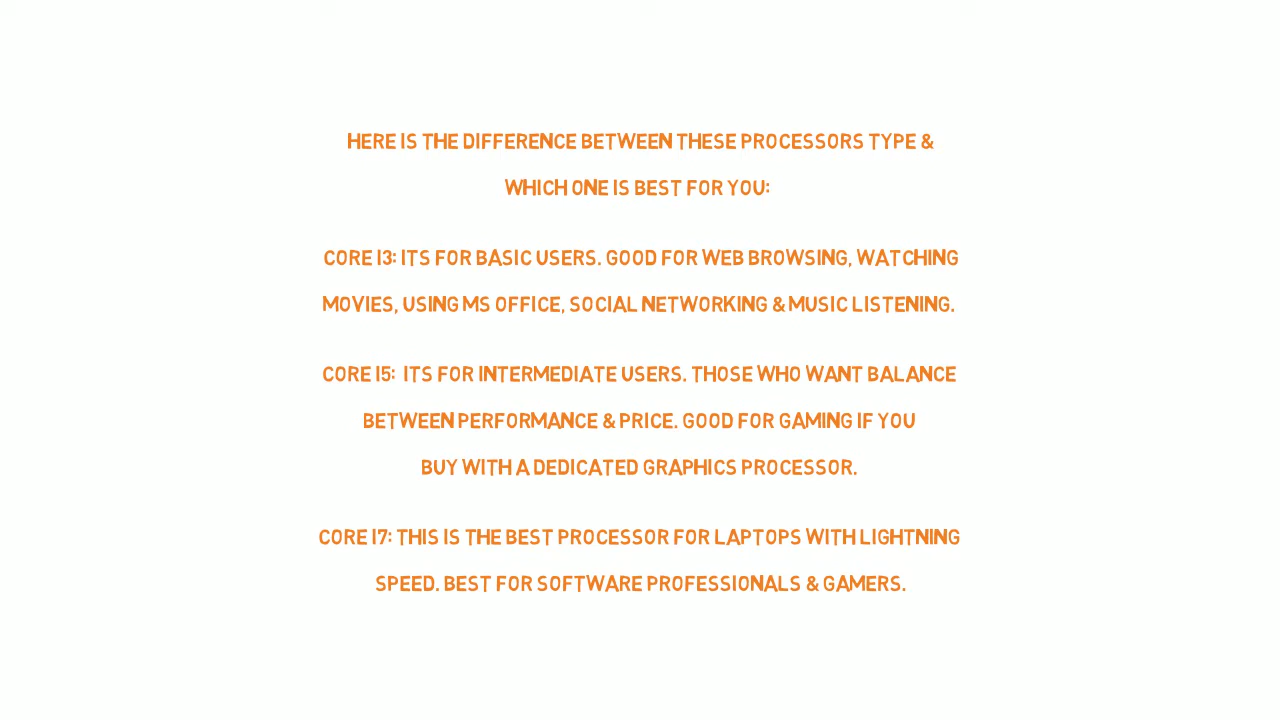 HERE IS THE DIFFERENCE BETWEEN THESE PROCESSORS TYPE &
WHICH ONE IS BEST FOR YOU:
CORE I3: ITS FOR BASIC USERS. GOOD FOR WEB BROWSING, WATCHING
MOVIES, USING MS OFFICE, SOCIAL NETWORKING & MUSIC LISTENING.
CORE I5: ITS FOR INTERMEDIATE USERS. THOSE WHO WANT BALANCE
BETWEEN PERFORMANCE & PRICE. GOOD FOR GAMING IF YOU
BUY WITH A DEDICATED GRAPHICS PROCESSOR.
CORE I7: THIS IS THE BEST PROCESSOR FOR LAPTOPS WITH LIGHTNING
SPEED. BEST FOR SOFTWARE PROFESSIONALS & GAMERS.